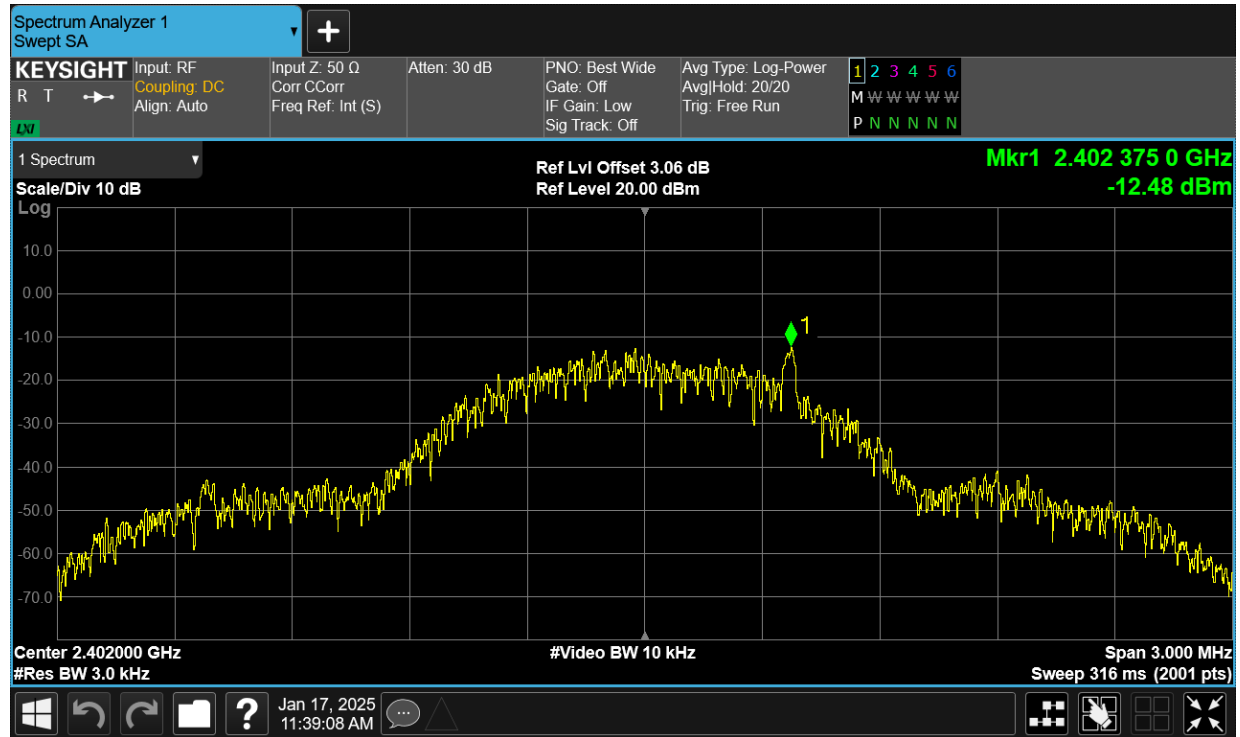 Spectrum Analyzer 1
Swept SA
KEYSIGHT
R T
LXI
Input: RF
Coupling: DC
Align: Auto
Input Z: 50 Ω
Corr CCorr
Freq Ref: Int (S)
Atten: 30 dB
PNO: Best Wide
Gate: Off
IF Gain: Low
Sig Track: Off
Avg Type: Log-Power
Avg|Hold: 20/20
Trig: Free Run
1 2 3 4 5 6
M W W W W W
P N N N N N
1 Spectrum
Scale/Div 10 dB
Log
Ref Lvl Offset 3.06 dB
Ref Level 20.00 dBm
Mkr1 2.402 375 0 GHz
-12.48 dBm
10.0
0.00
-10.0
-20.0
-30.0
-40.0
-50.0
-60.0
-70.0
1
Center 2.402000 GHz
#Res BW 3.0 kHz
#Video BW 10 kHz
Span 3.000 MHz
Sweep 316 ms (2001 pts)
?
Jan 17, 2025
11:39:08 AM